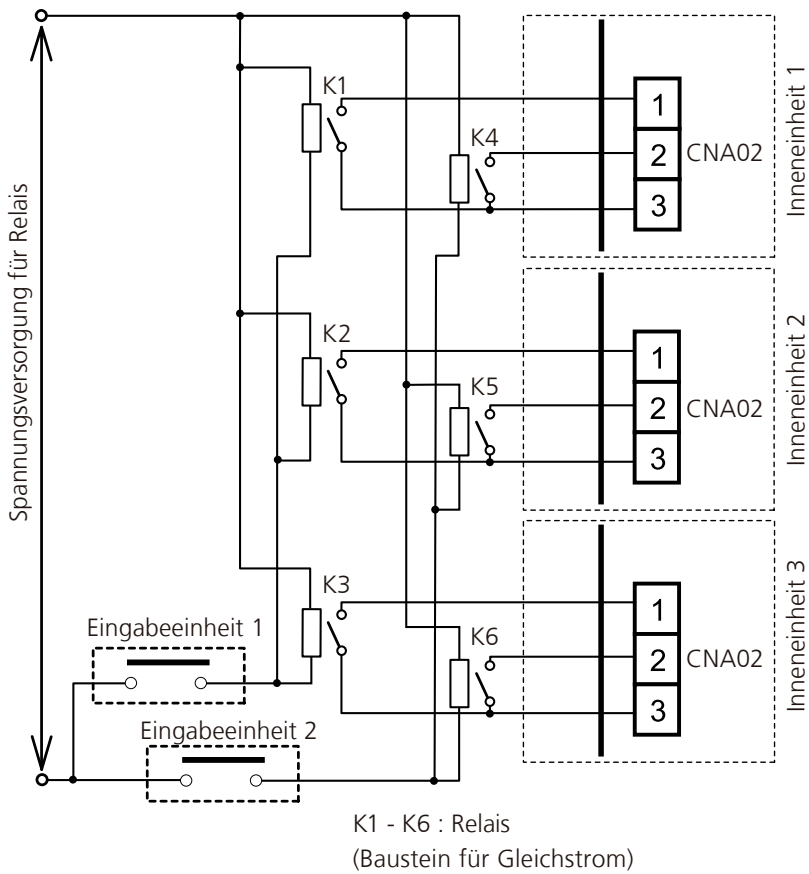 Spannungsversorgung für Relais
K1
K4
1
2
3
CNA02
Inneneinheit 1
K2
K5
1
2
3
CNA02
Inneneinheit 2
K3
K6
1
2
3
CNA02
Inneneinheit 3
Eingabeeinheit 1
Eingabeeinheit 2
K1 - K6 : Relais
(Baustein für Gleichstrom)